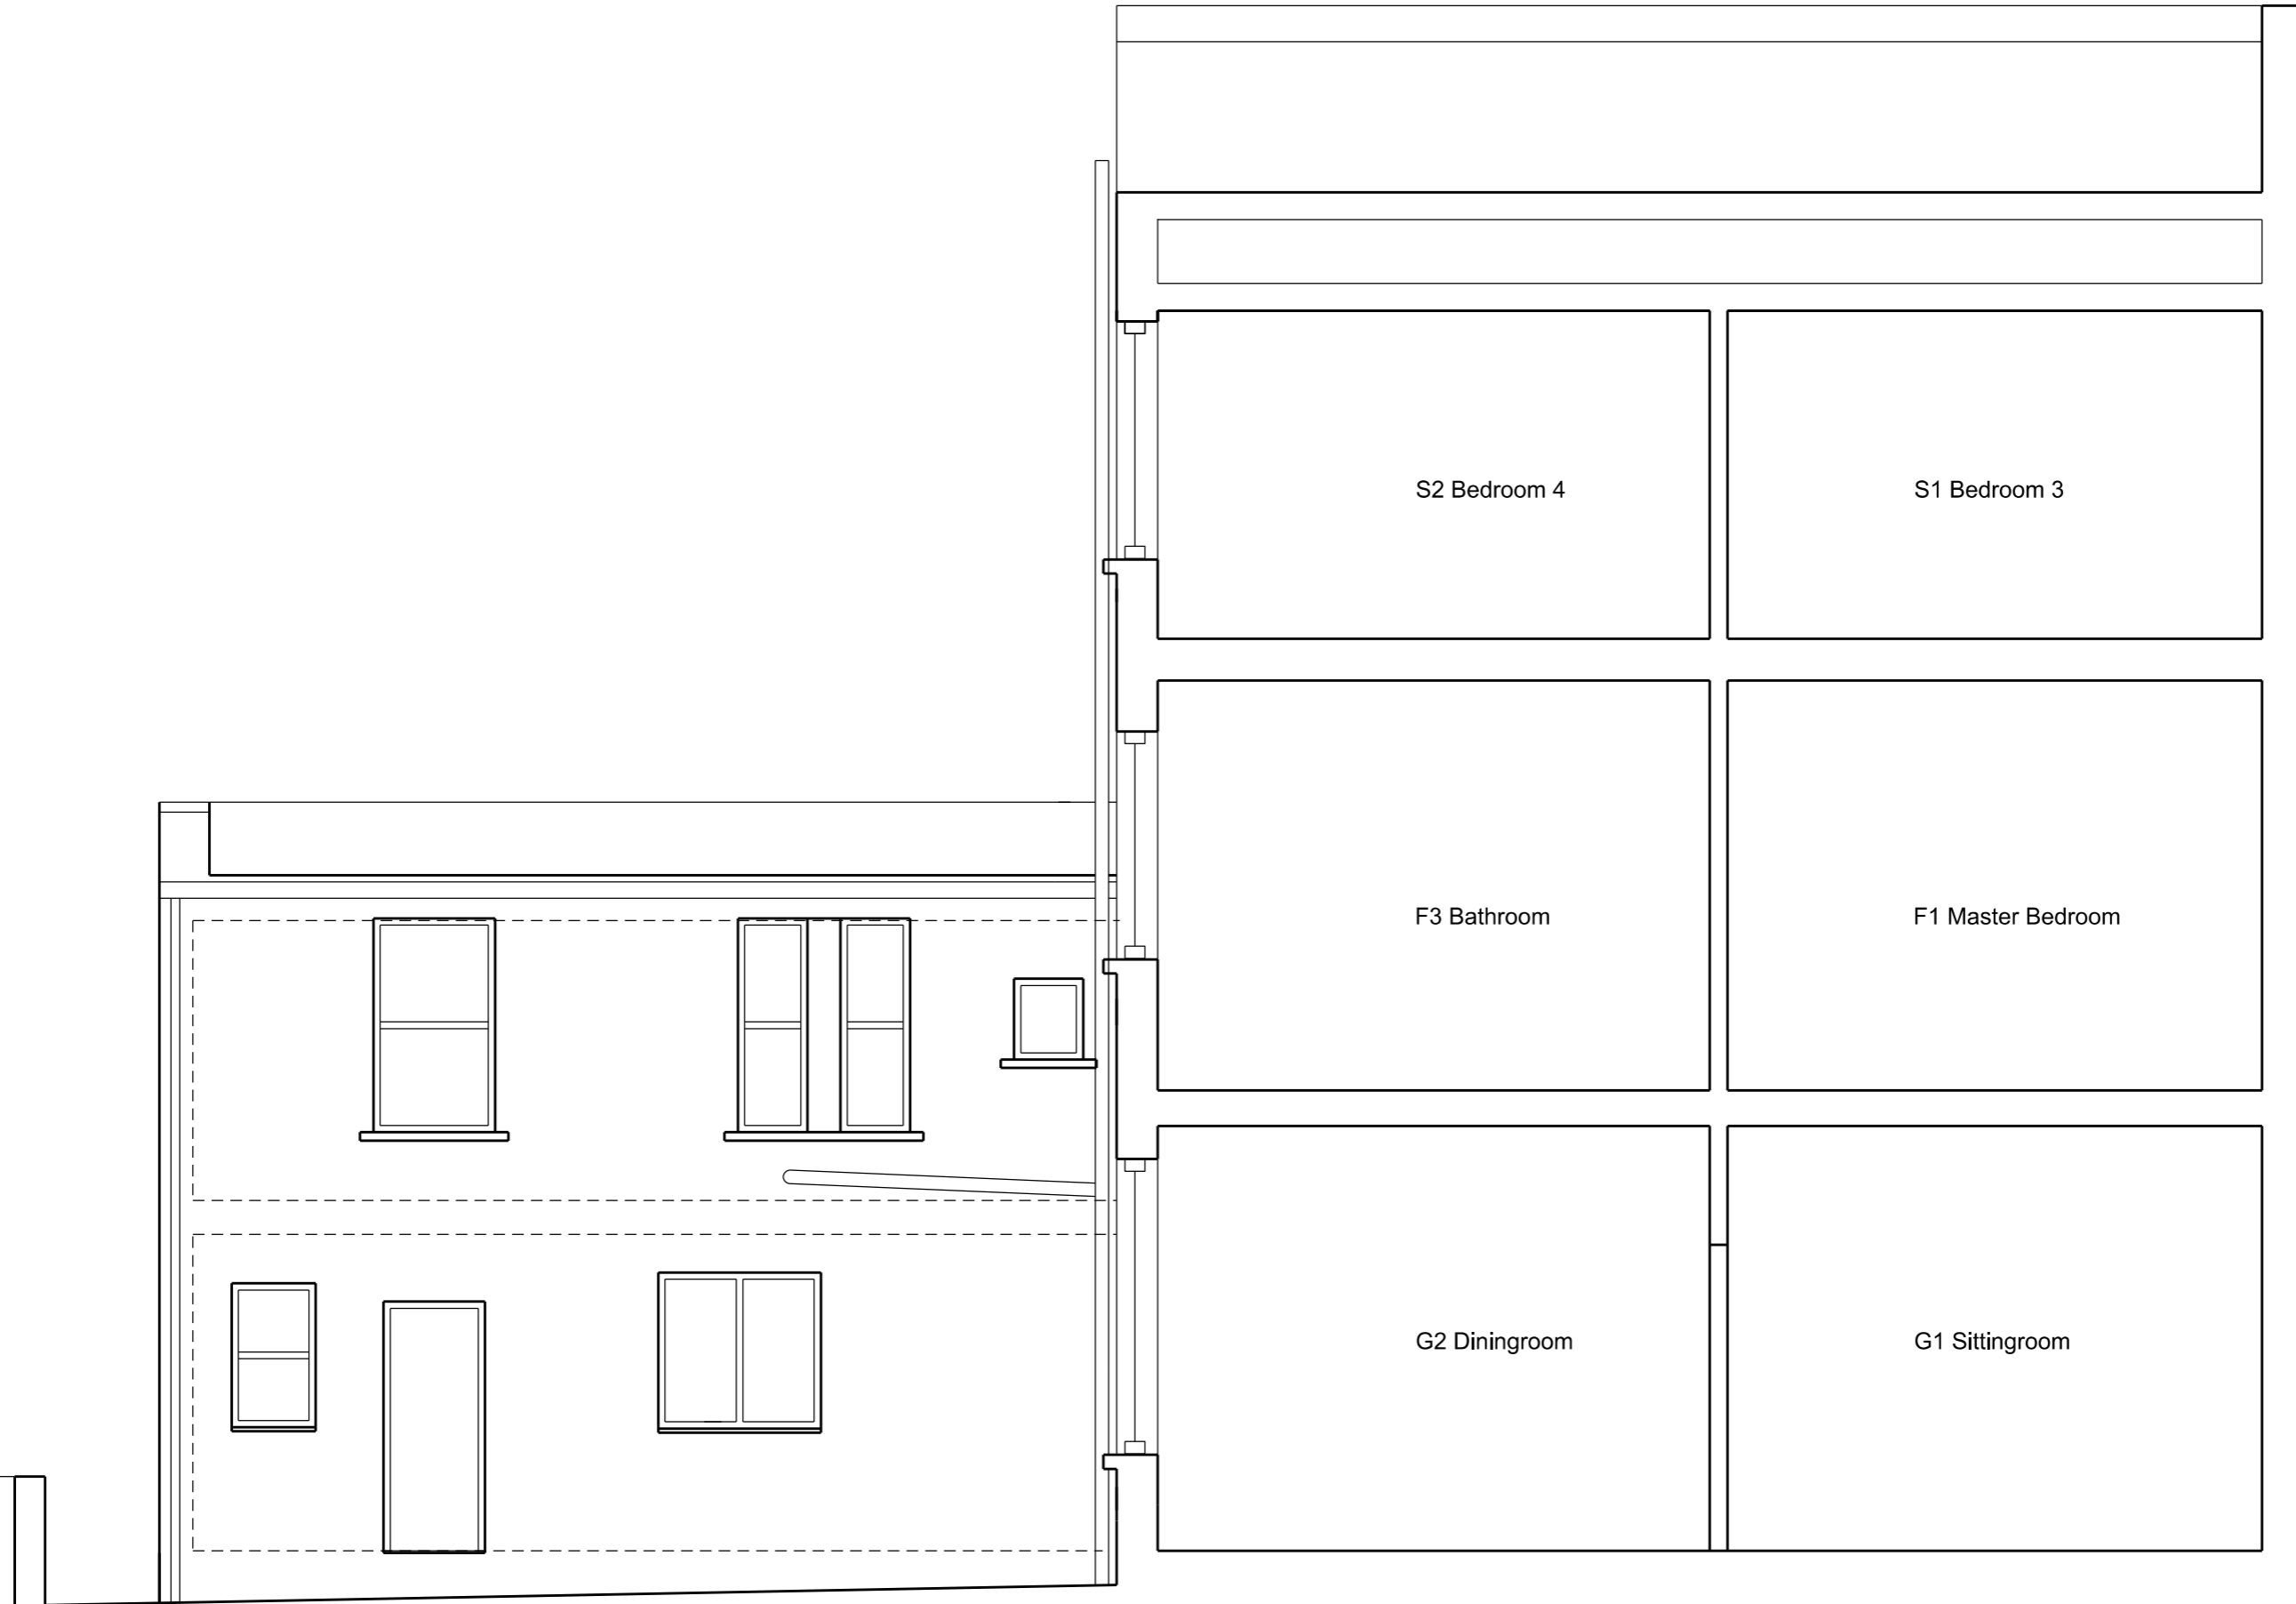 S2 Bedroom 4
S1 Bedroom 3
F3 Bathroom
F1 Master Bedroom
G2 Diningroom
G1 Sittingroom